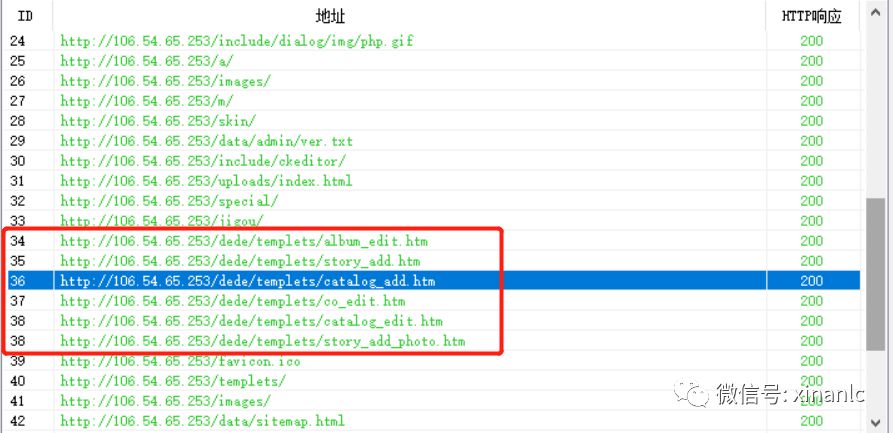 ID 地址 HTTP响应
24 http://106.54.65.253/include/dialog/img/php.gif 200
25 http://106.54.65.253/a/ 200
26 http://106.54.65.253/images/ 200
27 http://106.54.65.253/m/ 200
28 http://106.54.65.253/skin/ 200
29 http://106.54.65.253/data/admin/ver.txt 200
30 http://106.54.65.253/include/ckeditor/ 200
31 http://106.54.65.253/uploads/index.html 200
32 http://106.54.65.253/special/ 200
33 http://106.54.65.253/jigou/ 200
34 http://106.54.65.253/dede/templets/album_edit.htm 200
35 http://106.54.65.253/dede/templets/story_add.htm 200
36 http://106.54.65.253/dede/templets/catalog_add.htm 200
37 http://106.54.65.253/dede/templets/co_edit.htm 200
38 http://106.54.65.253/dede/templets/catalog_edit.htm 200
38 http://106.54.65.253/dede/templets/story_add_photo.htm 200
39 http://106.54.65.253/favicon.ico 200
40 http://106.54.65.253/templets/ 200
41 http://106.54.65.253/images/ 200
42 http://106.54.65.253/data/sitemap.html 200
微信号: xinanlc